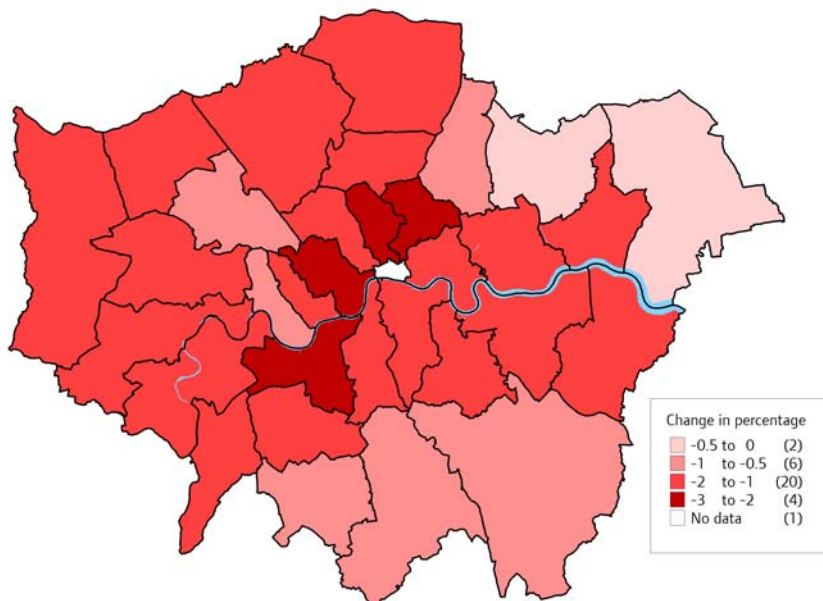 Change in percentage
-0.5 to 0 (2)
-1 to -0.5 (6)
-2 to -1 (20)
-3 to -2 (4)
No data (1)